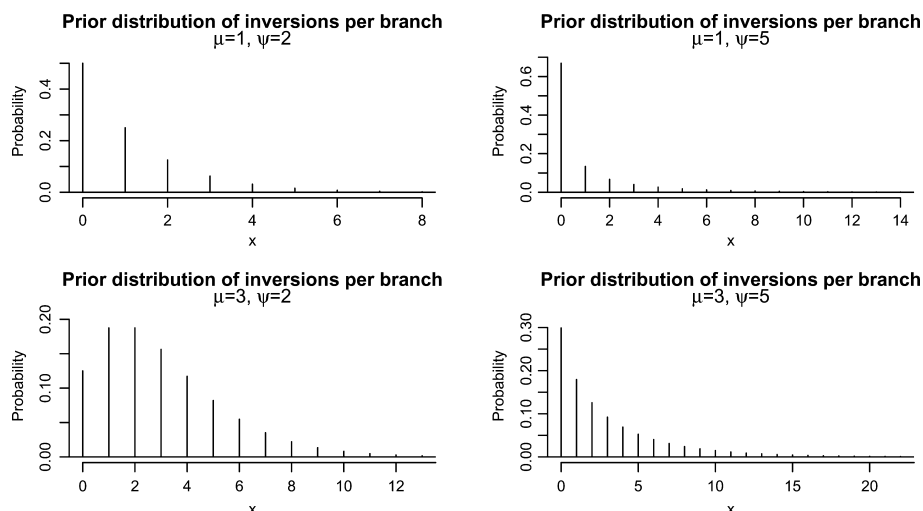 Prior distribution of inversions per branch
μ=1, ψ=2
Probability
0.0 0.2 0.4
0 2 4 6 8
x
Prior distribution of inversions per branch
μ=1, ψ=5
Probability
0.0 0.2 0.4 0.6
0 2 4 6 8 10 12 14
x
Prior distribution of inversions per branch
μ=3, ψ=2
Probability
0.00 0.10 0.20
0 2 4 6 8 10 12
x
Prior distribution of inversions per branch
μ=3, ψ=5
Probability
0.00 0.10 0.20 0.30
0 5 10 15 20
x